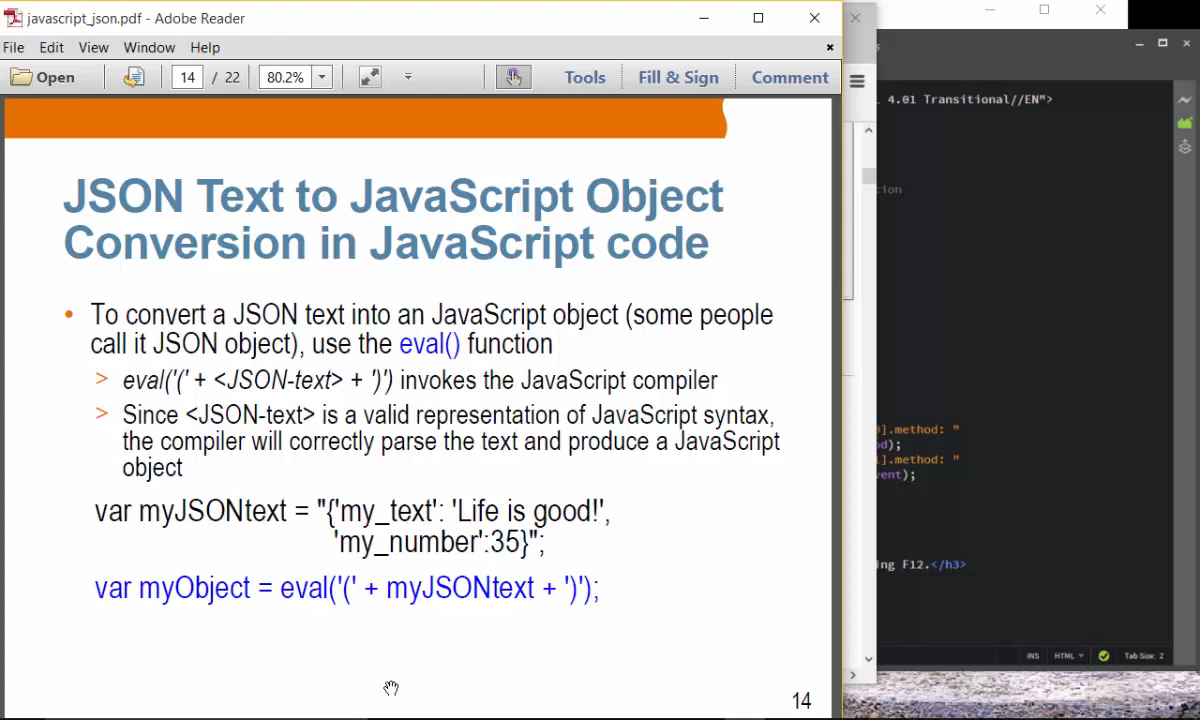 javascript_json.pdf - Adobe Reader
File Edit View Window Help
Open 14 / 22 80.2% Tools Fill & Sign Comment
JSON Text to JavaScript Object
Conversion in JavaScript code
• To convert a JSON text into an JavaScript object (some people
call it JSON object), use the eval() function
> eval('(' + <JSON-text> + ')') invokes the JavaScript compiler
> Since <JSON-text> is a valid representation of JavaScript syntax,
the compiler will correctly parse the text and produce a JavaScript
object
var myJSONtext = "{'my_text': 'Life is good!',
'my_number':35}";
var myObject = eval('(' + myJSONtext + ')');
14
4.01 Transitional//EN">
].method: "
);
].method: "
);
F12.</h3>
INS HTML Tab Size: 2